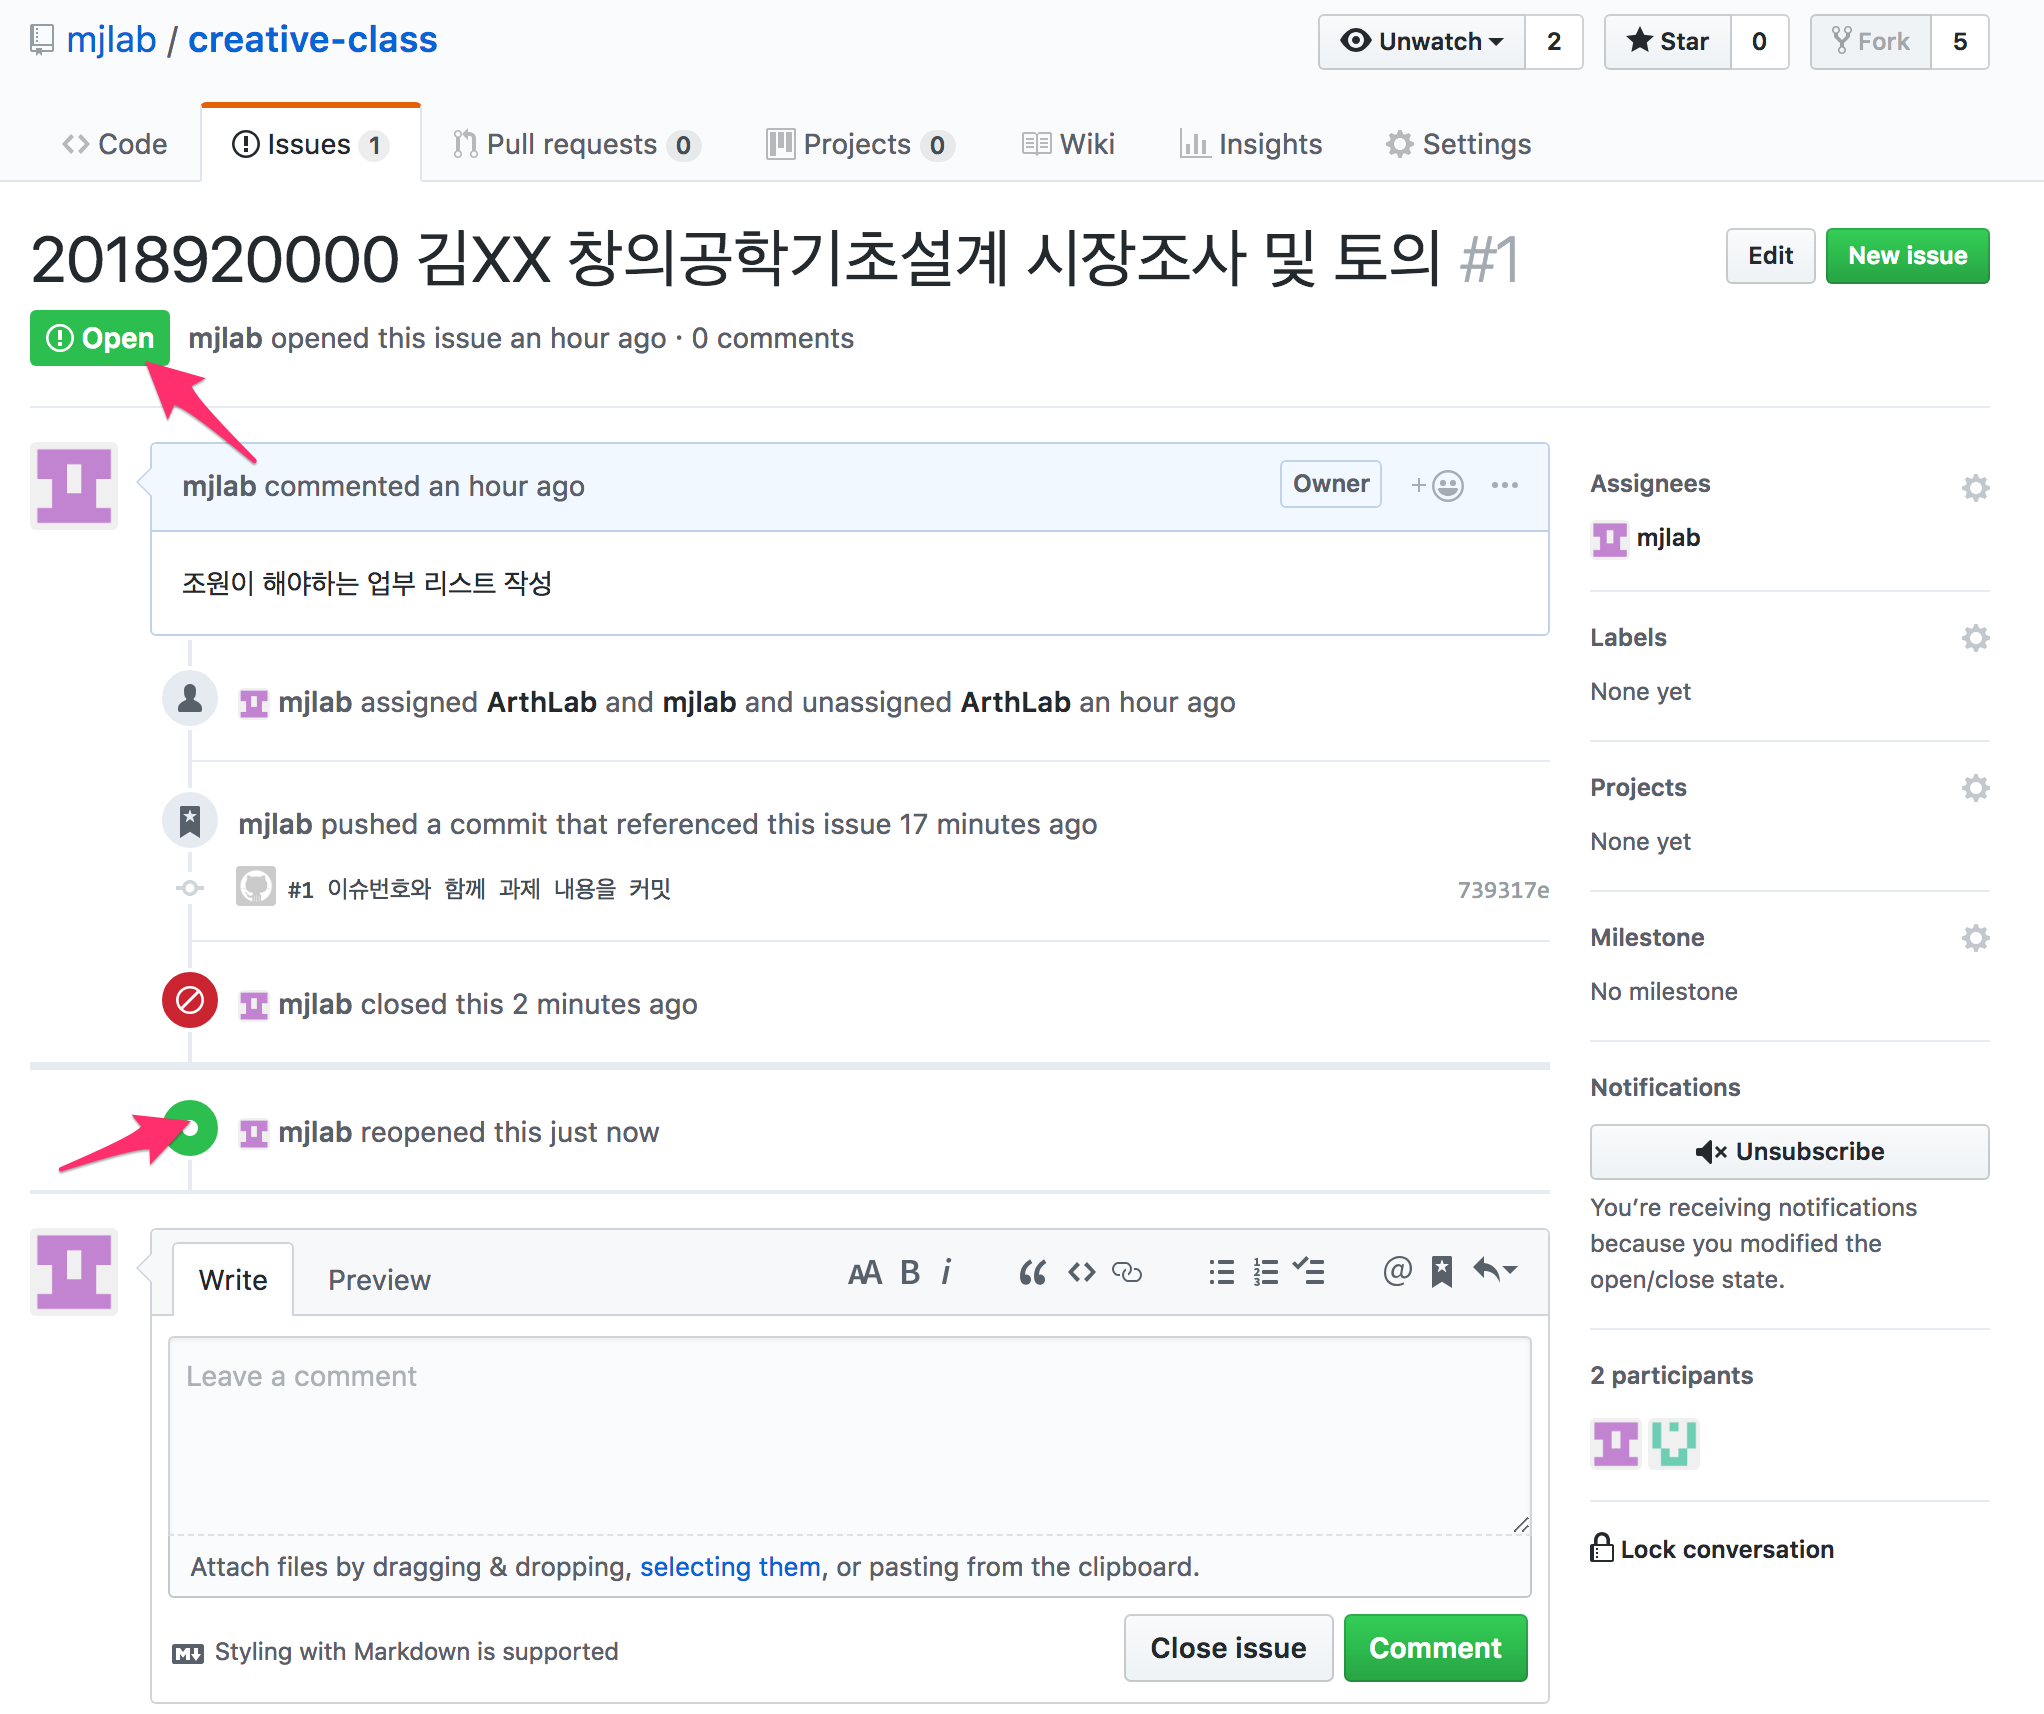 mjlab / creative-class
Unwatch 2 Star 0 Fork 5
Code Issues 1 Pull requests 0 Projects 0 Wiki Insights Settings
2018920000 김XX 창의공학기초설계 시장조사 및 토의 #1
Edit New issue
Open mjlab opened this issue an hour ago · 0 comments
mjlab commented an hour ago Owner
조원이 해야하는 업부 리스트 작성
mjlab assigned ArthLab and mjlab and unassigned ArthLab an hour ago
mjlab pushed a commit that referenced this issue 17 minutes ago
#1 이슈번호와 함께 과제 내용을 커밋 739317e
mjlab closed this 2 minutes ago
mjlab reopened this just now
Write Preview
Leave a comment
Attach files by dragging & dropping, selecting them, or pasting from the clipboard.
Styling with Markdown is supported
Close issue Comment
Assignees
mjlab
Labels
None yet
Projects
None yet
Milestone
No milestone
Notifications
Unsubscribe
You’re receiving notifications
because you modified the
open/close state.
2 participants
Lock conversation